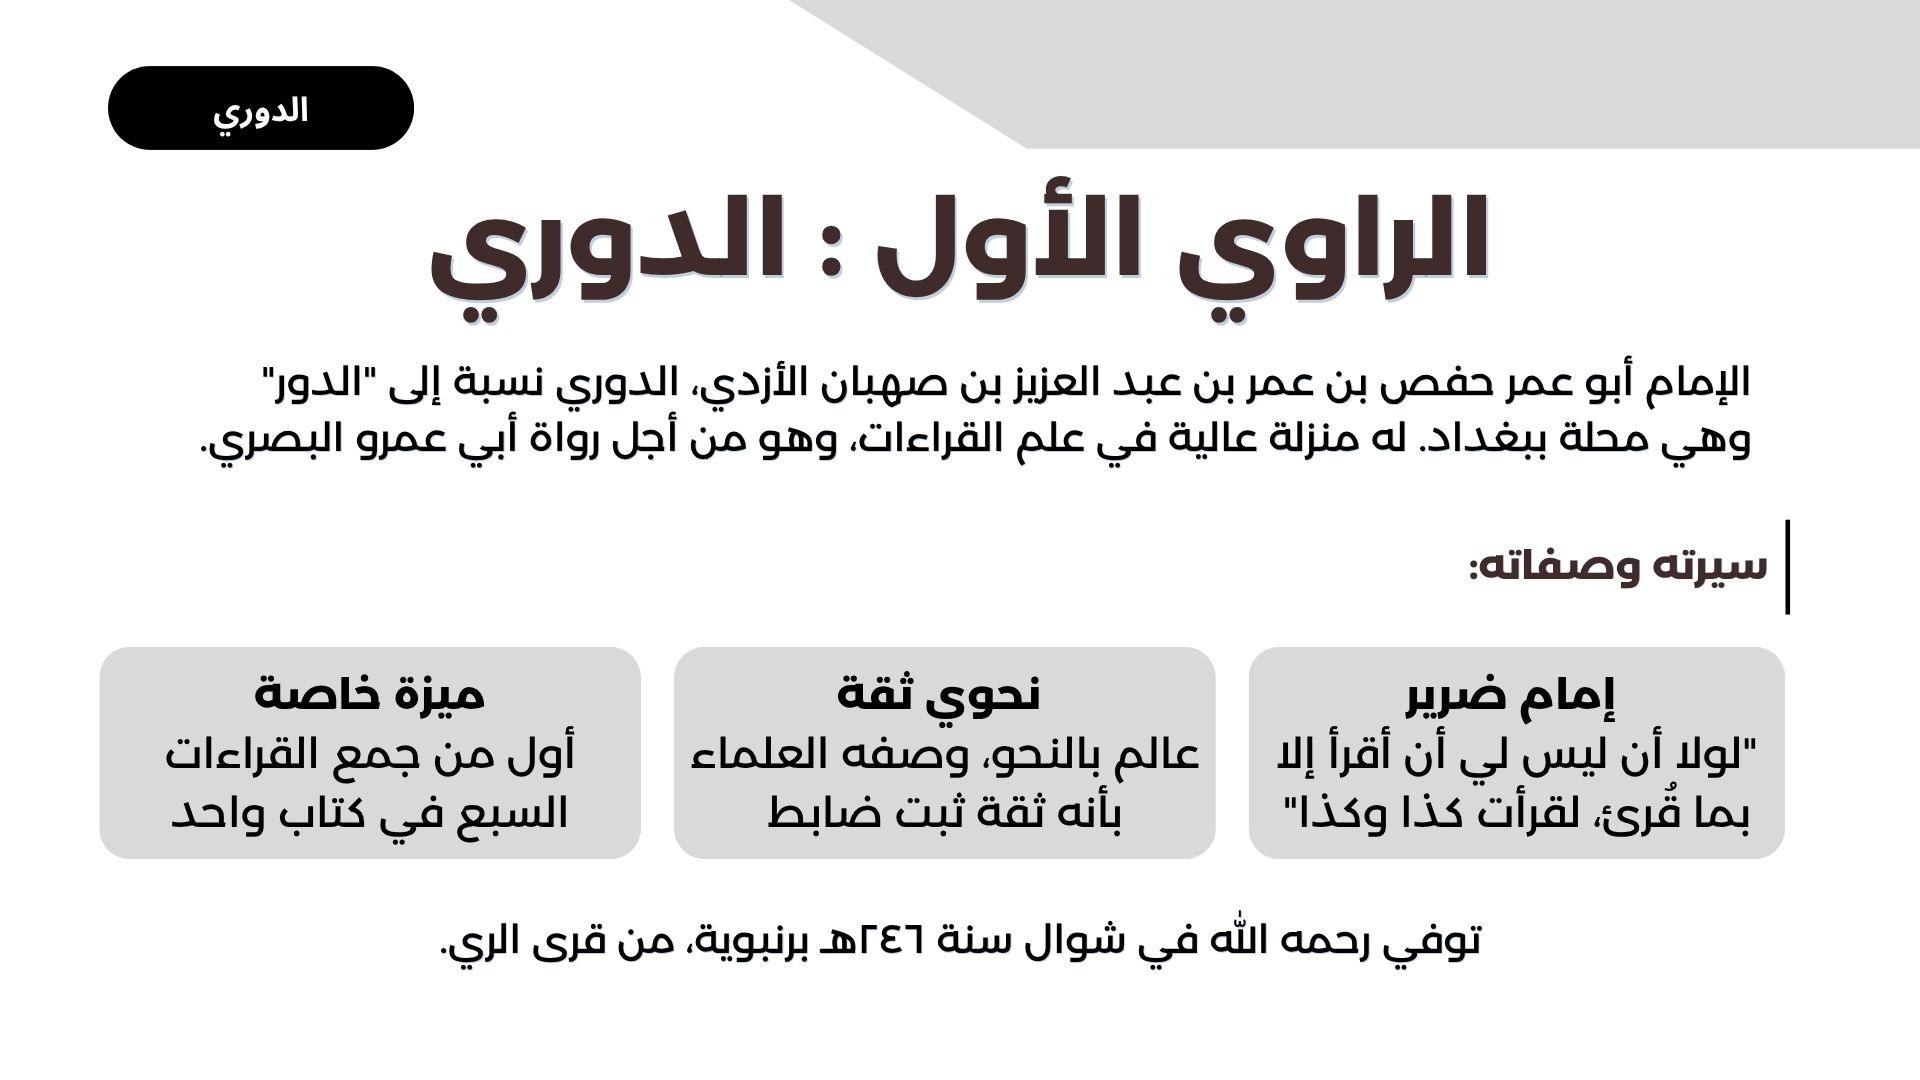 الدوري
الراوي الأول : الدوري
الإمام أبو عمر حفص بن عمر بن عبد العزيز بن صهبان الأزدي، الدوري نسبة إلى "الدور"
وهي محلة ببغداد. له منزلة عالية في علم القراءات، وهو من أجل رواة أبي عمرو البصري.
سيرته وصفاته:
إمام ضرير
"لولا أن ليس لي أن أقرأ إلا
بما قُرئ، لقرأت كذا وكذا"
نحوي ثقة
عالم بالنحو، وصفه العلماء
بأنه ثقة ثبت ضابط
ميزة خاصة
أول من جمع القراءات
السبع في كتاب واحد
توفي رحمه الله في شوال سنة ٢٤٦هـ برنبوية، من قرى الري.